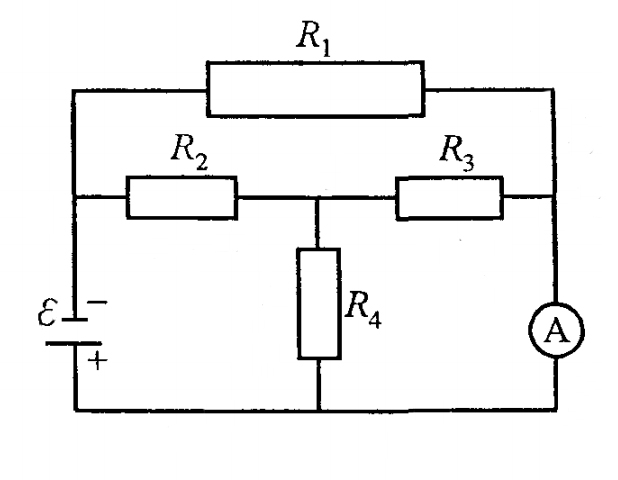 R₁
R₂
R₃
ℰ −
+
R₄
A